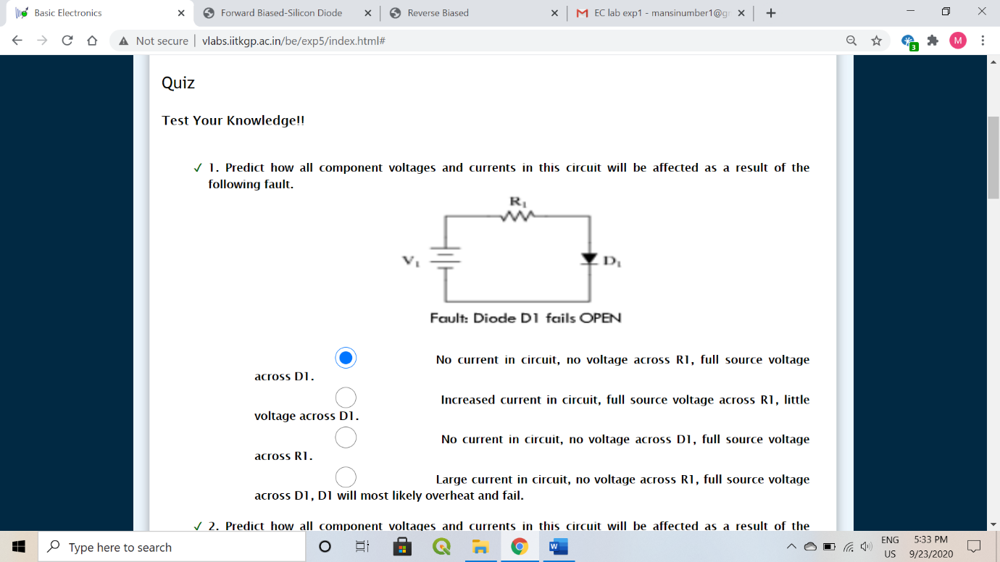 Basic Electronics
Forward Biased-Silicon Diode
Reverse Biased
EC lab exp1 - mansinumber1@g
Not secure | vlabs.iitkgp.ac.in/be/exp5/index.html#
3
M
Quiz
Test Your Knowledge!!
✓ 1. Predict how all component voltages and currents in this circuit will be affected as a result of the
following fault.
R1
V1
D1
Fault: Diode D1 fails OPEN
No current in circuit, no voltage across R1, full source voltage
across D1.
Increased current in circuit, full source voltage across R1, little
voltage across D1.
No current in circuit, no voltage across D1, full source voltage
across R1.
Large current in circuit, no voltage across R1, full source voltage
across D1, D1 will most likely overheat and fail.
✓ 2. Predict how all component voltages and currents in this circuit will be affected as a result of the
Type here to search
ENG
US
5:33 PM
9/23/2020